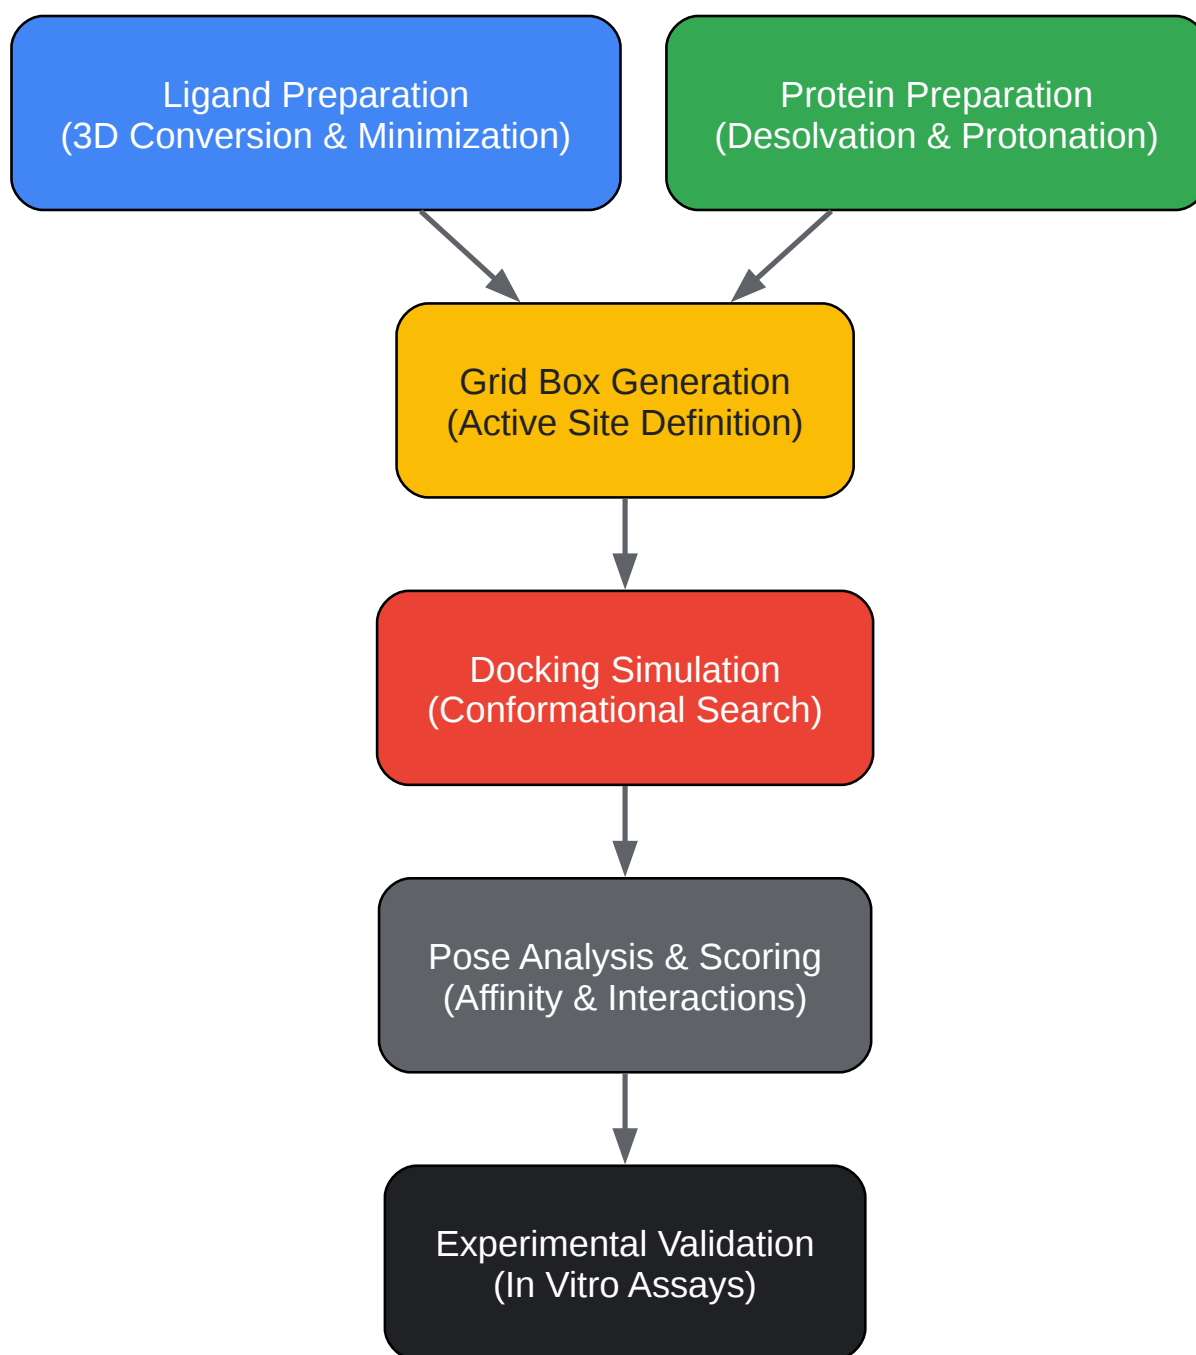 Ligand Preparation
(3D Conversion & Minimization)
Protein Preparation
(Desolvation & Protonation)
Grid Box Generation
(Active Site Definition)
Docking Simulation
(Conformational Search)
Pose Analysis & Scoring
(Affinity & Interactions)
Experimental Validation
(In Vitro Assays)